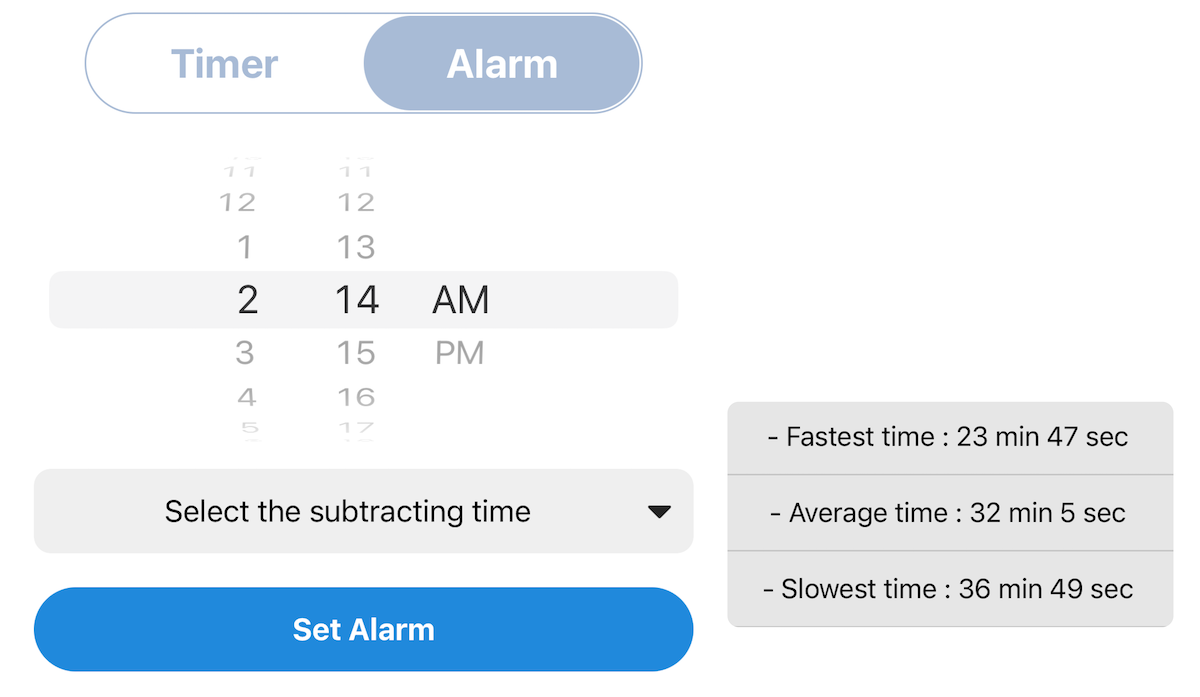 Timer Alarm
11 11
12 12
1 13
2 14 AM
3 15 PM
4 16
5 17
Select the subtracting time
Set Alarm
- Fastest time : 23 min 47 sec
- Average time : 32 min 5 sec
- Slowest time : 36 min 49 sec